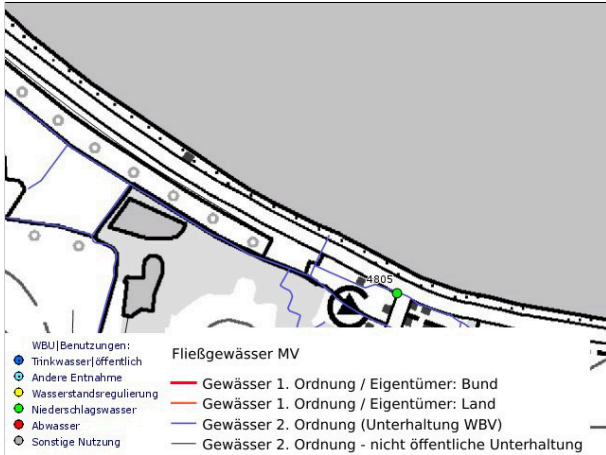 4805
WBU|Benutzungen:
Trinkwasser|öffentlich
Andere Entnahme
Wasserstandsregulierung
Niederschlagswasser
Abwasser
Sonstige Nutzung
Fließgewässer MV
Gewässer 1. Ordnung / Eigentümer: Bund
Gewässer 1. Ordnung / Eigentümer: Land
Gewässer 2. Ordnung (Unterhaltung WBV)
Gewässer 2. Ordnung - nicht öffentliche Unterhaltung